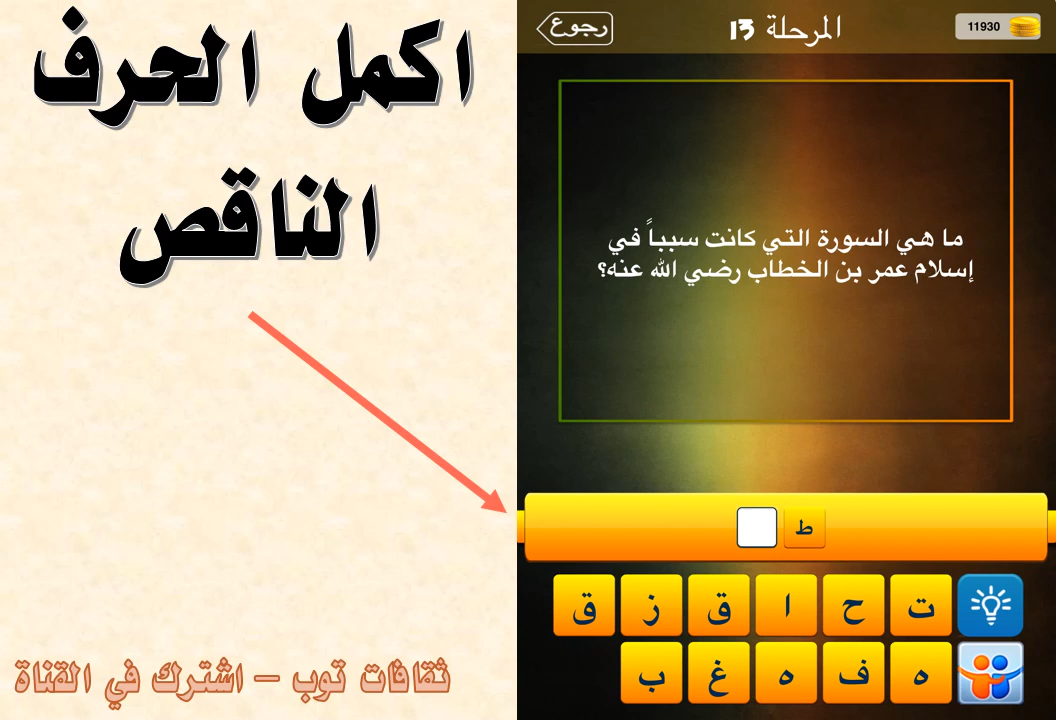 اكمل الحرف
الناقص
ثقافات توب – اشترك في القناة
رجوع
المرحلة 13
11930
ما هي السورة التي كانت سبباً في
إسلام عمر بن الخطاب رضي الله عنه؟
ط
ت ح ا ق ز ق
ه ف ه غ ب